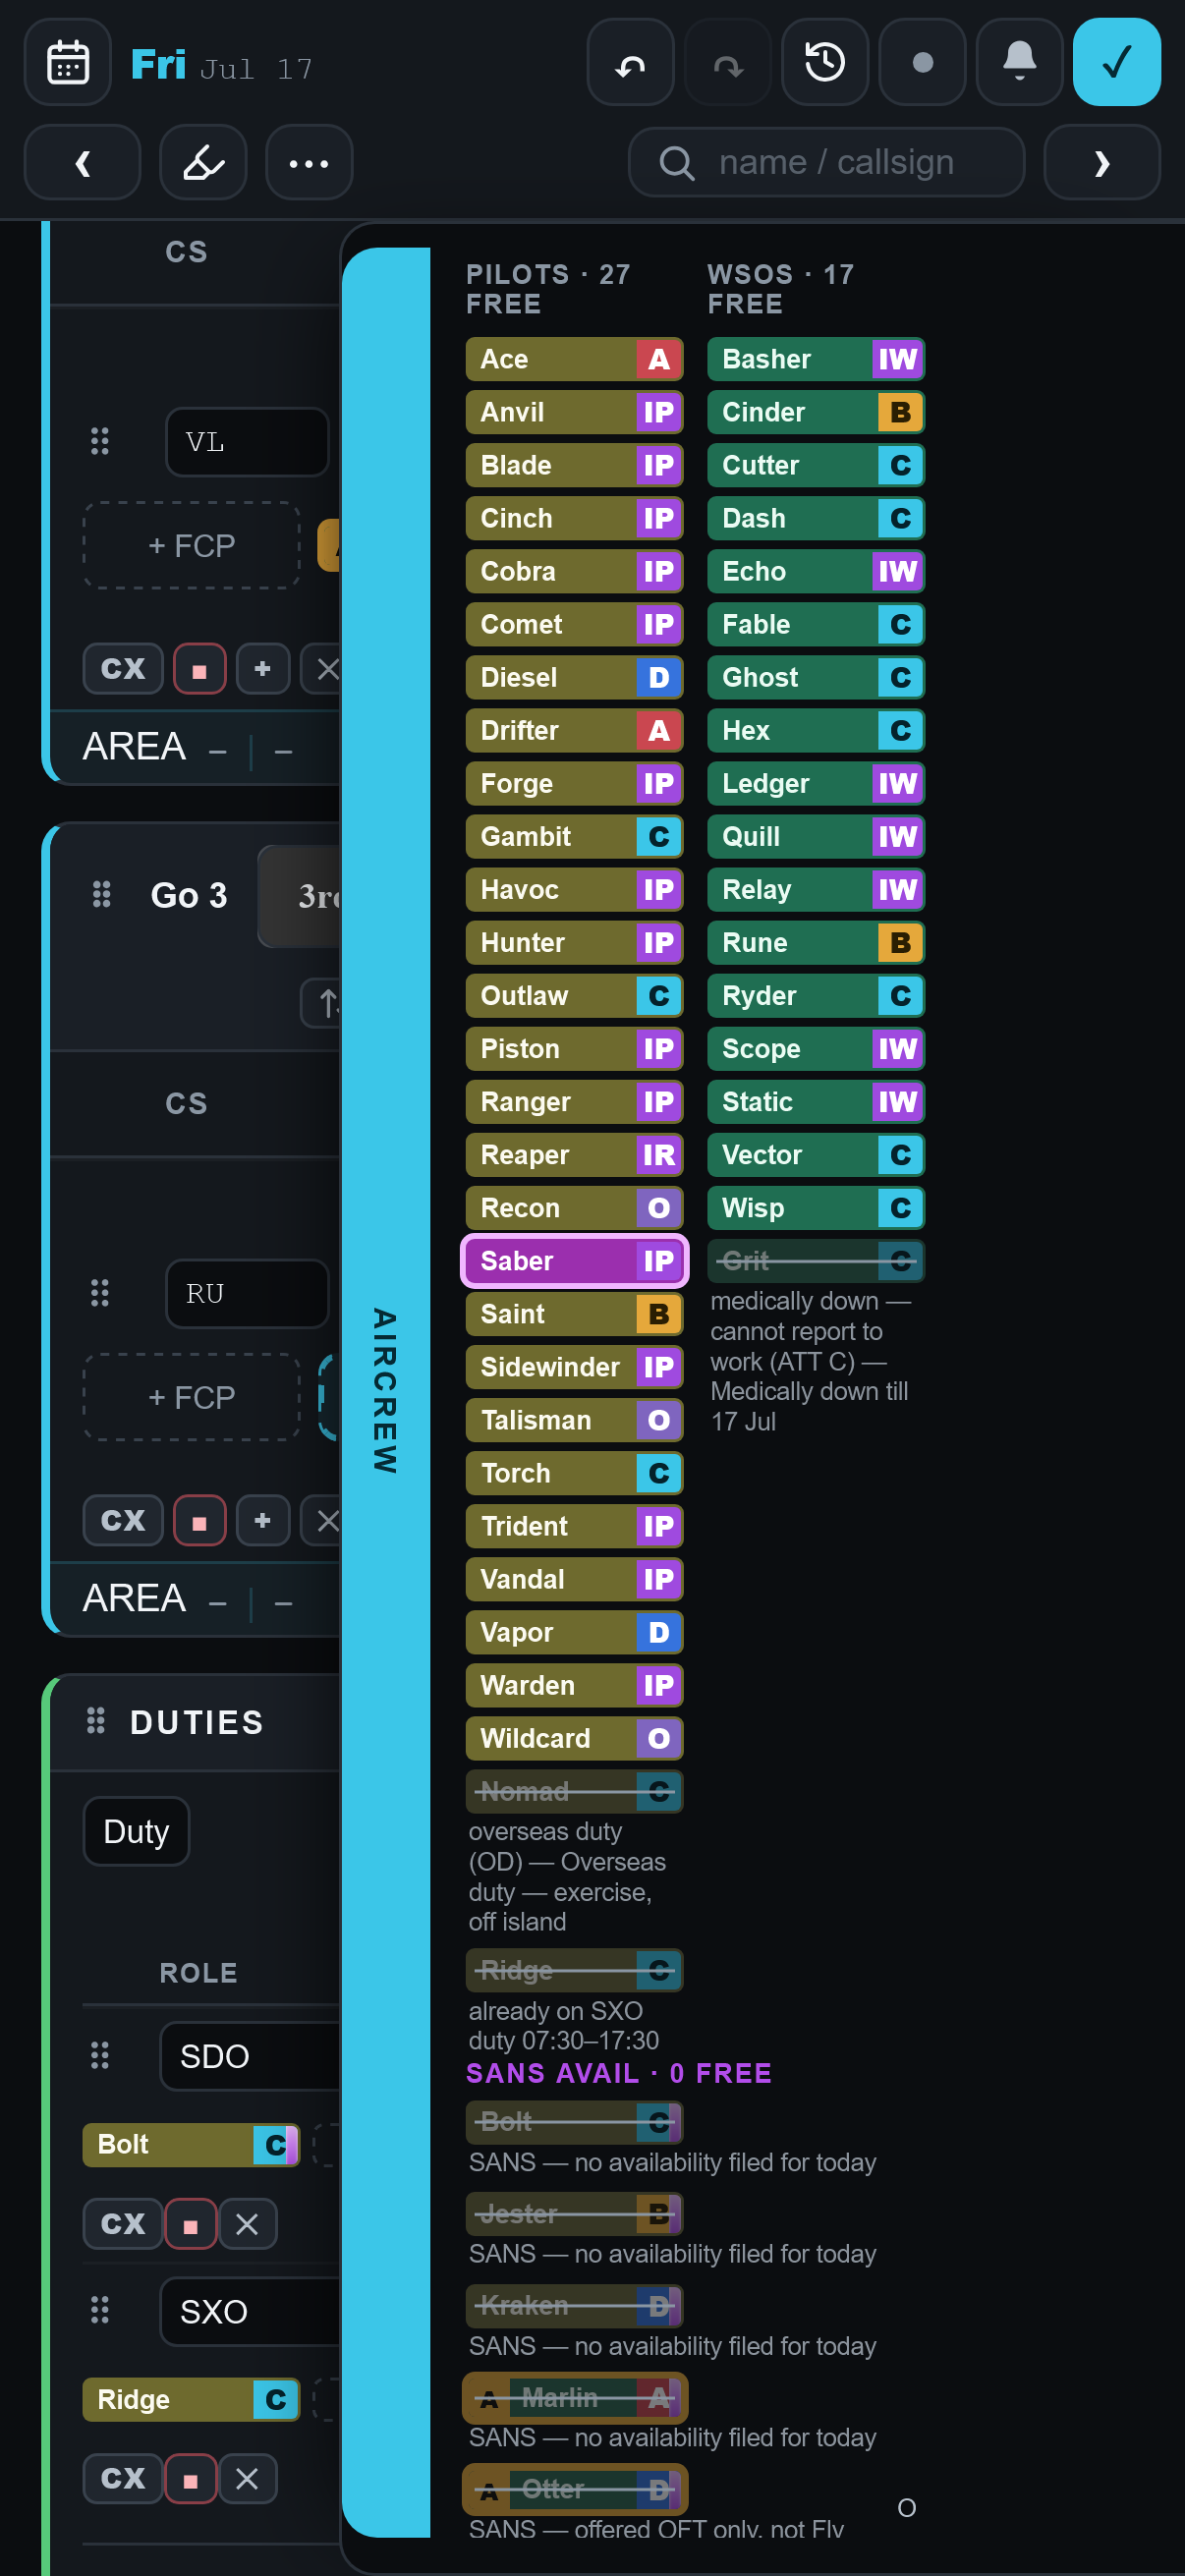 Fri Jul 17
name / callsign
CS
VL
+ FCP
CX
AREA – | –
Go 3
CS
RU
+ FCP
CX
AREA – | –
DUTIES
Duty
ROLE
SDO
Bolt C
CX
SXO
Ridge C
CX
AIRCREW
PILOTS · 27
FREE
Ace A
Anvil IP
Blade IP
Cinch IP
Cobra IP
Comet IP
Diesel D
Drifter A
Forge IP
Gambit C
Havoc IP
Hunter IP
Outlaw C
Piston IP
Ranger IP
Reaper IR
Recon O
Saber IP
Saint B
Sidewinder IP
Talisman O
Torch C
Trident IP
Vandal IP
Vapor D
Warden IP
Wildcard O
Nomad C
overseas duty
(OD) — Overseas
duty — exercise,
off island
Ridge C
already on SXO
duty 07:30–17:30
WSOS · 17
FREE
Basher IW
Cinder B
Cutter C
Dash C
Echo IW
Fable C
Ghost C
Hex C
Ledger IW
Quill IW
Relay IW
Rune B
Ryder C
Scope IW
Static IW
Vector C
Wisp C
Grit C
medically down —
cannot report to
work (ATT C) —
Medically down till
17 Jul
SANS AVAIL · 0 FREE
Bolt C
SANS — no availability filed for today
Jester B
SANS — no availability filed for today
Kraken D
SANS — no availability filed for today
A Marlin A
SANS — no availability filed for today
A Otter D
SANS — offered OFT only, not Fly
O